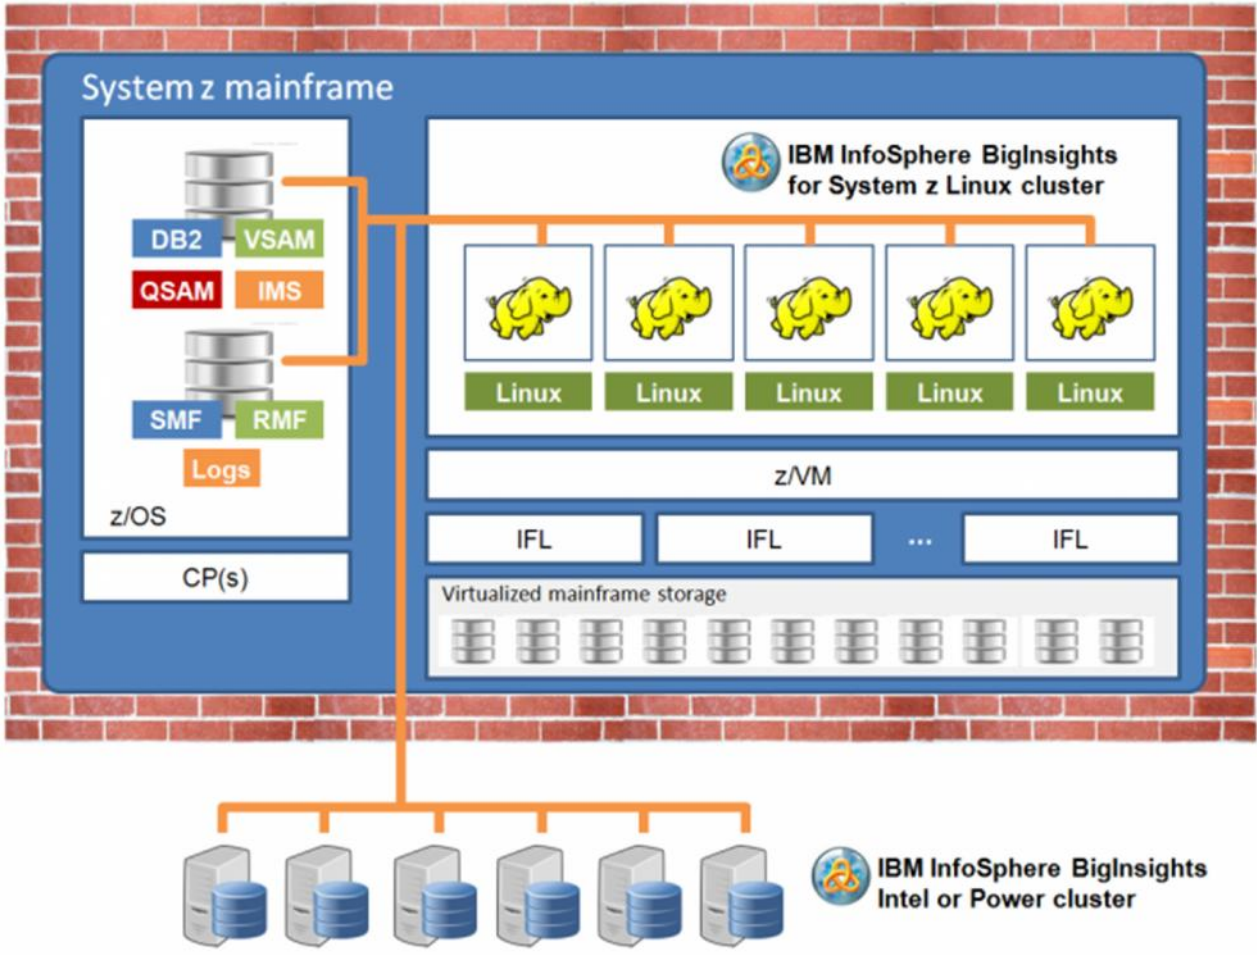 System z mainframe
IBM InfoSphere BigInsights
for System z Linux cluster
DB2 VSAM
QSAM IMS
SMF RMF
Logs
z/OS
CP(s)
Linux Linux Linux Linux Linux
z/VM
IFL IFL ... IFL
Virtualized mainframe storage
IBM InfoSphere BigInsights
Intel or Power cluster